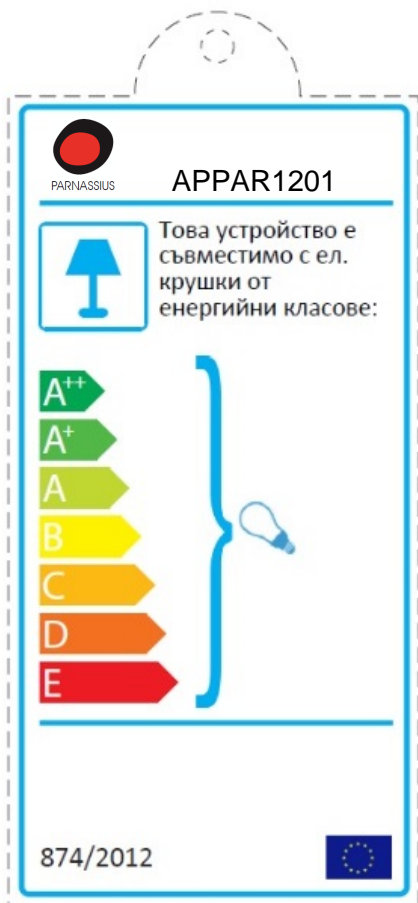 PARNASSIUS
APPAR1201
Това устройство е
съвместимо с ел.
крушки от
енергийни класове:
A++
A+
A
B
C
D
E
874/2012